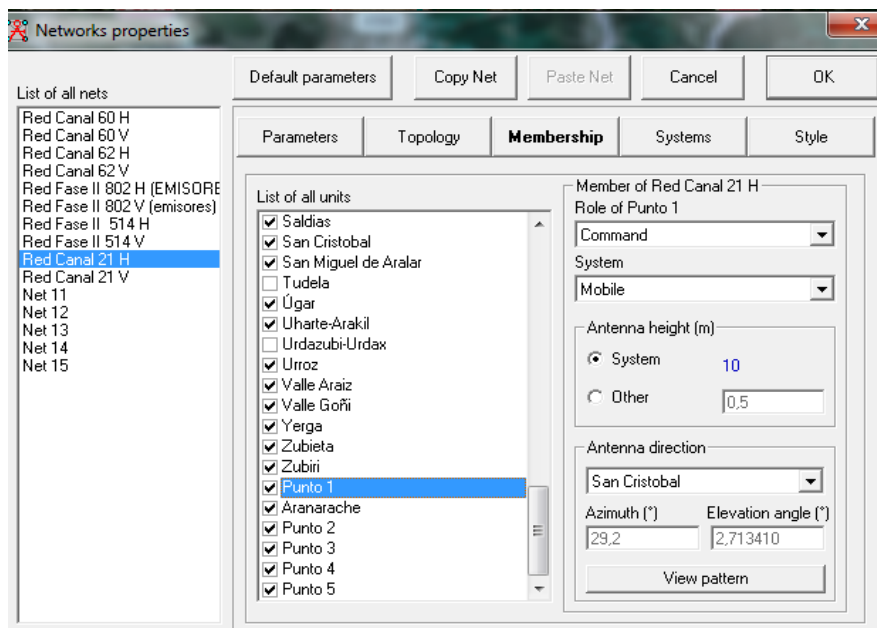 Networks properties
Default parameters
Copy Net
Paste Net
Cancel
OK
List of all nets
Red Canal 60 H
Red Canal 60 V
Red Canal 62 H
Red Canal 62 V
Red Fase II 802 H (EMISORE
Red Fase II 802 V (emisores)
Red Fase II 514 H
Red Fase II 514 V
Red Canal 21 H
Red Canal 21 V
Net 11
Net 12
Net 13
Net 14
Net 15
Parameters
Topology
Membership
Systems
Style
List of all units
Saldias
San Cristobal
San Miguel de Aralar
Tudela
Úgar
Uharte-Arakil
Urdazubi-Urdax
Urroz
Valle Araiz
Valle Goñi
Yerga
Zubieta
Zubiri
Punto 1
Aranarache
Punto 2
Punto 3
Punto 4
Punto 5
Member of Red Canal 21 H
Role of Punto 1
Command
System
Mobile
Antenna height (m)
System 10
Other 0,5
Antenna direction
San Cristobal
Azimuth (°) Elevation angle (°)
29,2 2,713410
View pattern